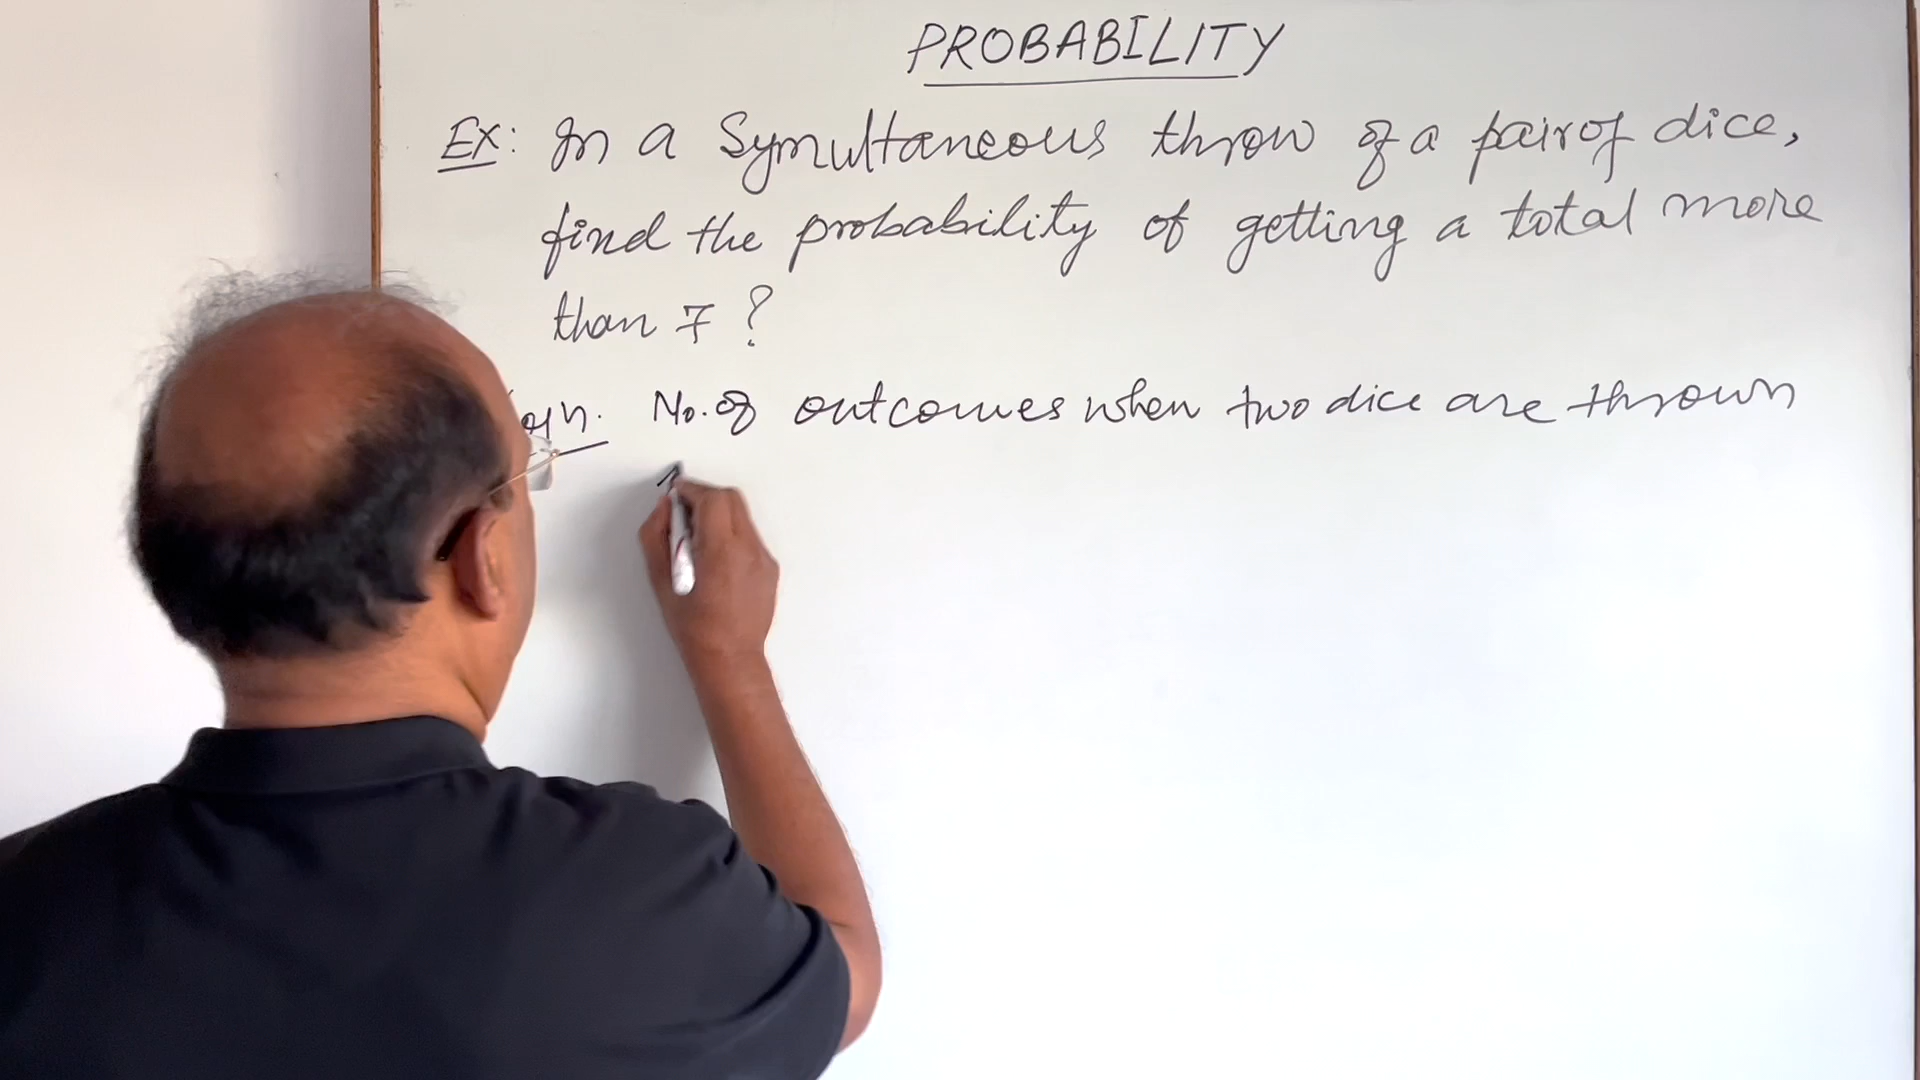 PROBABILITY
EX: In a Symultaneous throw of a pair of dice,
find the probability of getting a total more
than 7 ?
No. of outcomes when two dice are thrown